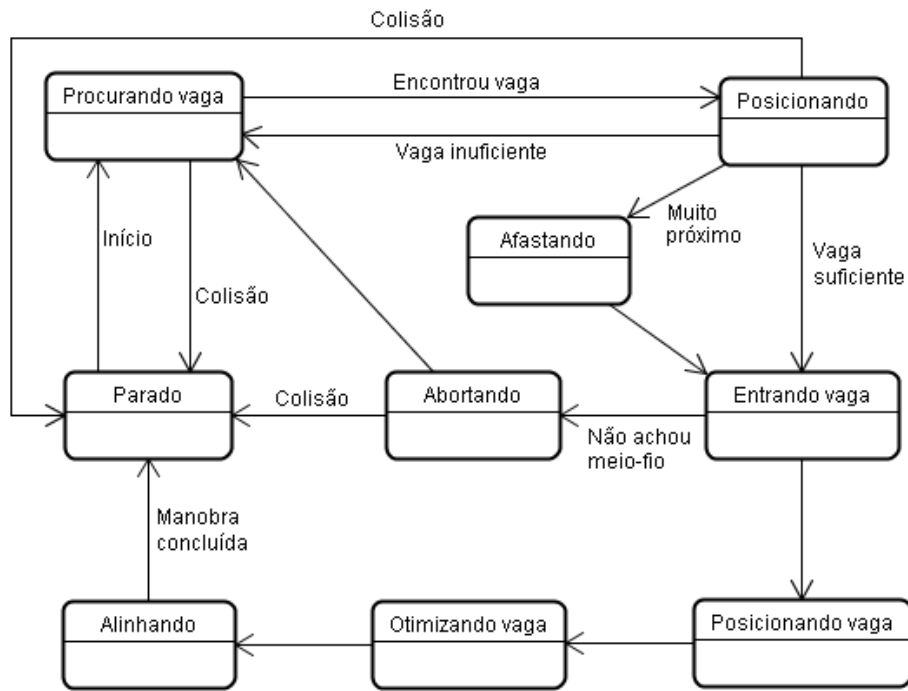 Colisão
Procurando vaga
Encontrou vaga
Posicionando
Vaga inuficiente
Início
Colisão
Afastando
Muito
próximo
Vaga
suficiente
Parado
Colisão
Abortando
Entrando vaga
Não achou
meio-fio
Manobra
concluída
Alinhando
Otimizando vaga
Posicionando vaga